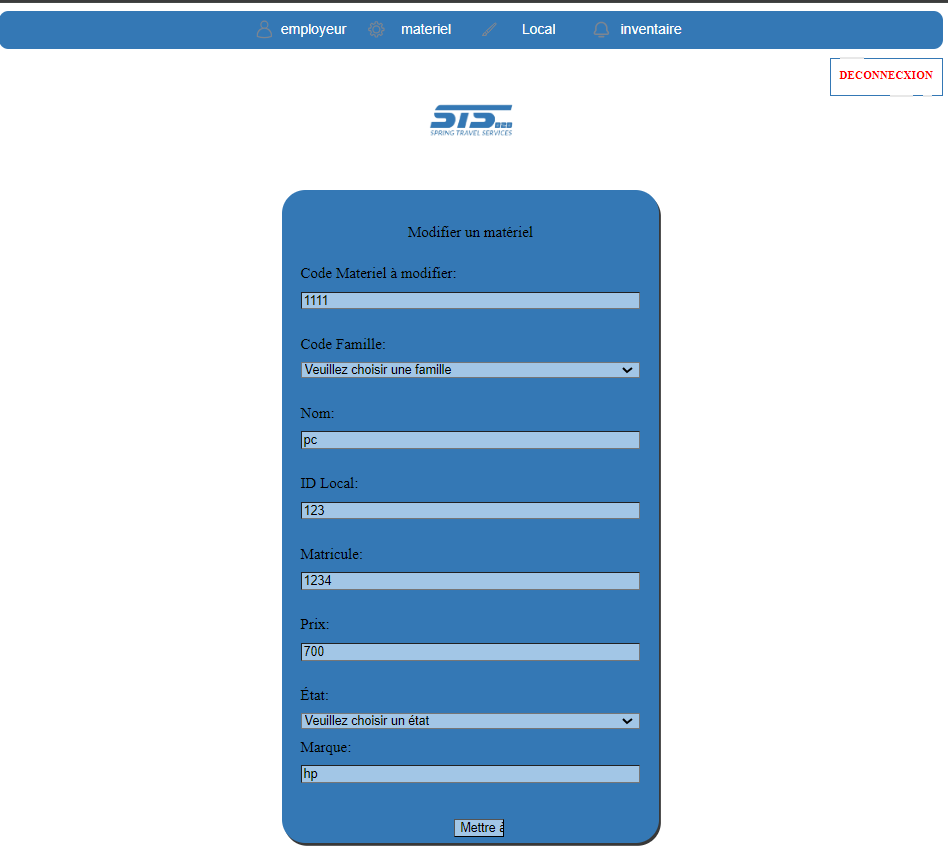 employeur materiel Local inventaire
DECONNECXION
STS
SPRING TRAVEL SERVICES
Modifier un matériel
Code Materiel à modifier:
1111
Code Famille:
Veuillez choisir une famille
Nom:
pc
ID Local:
123
Matricule:
1234
Prix:
700
État:
Veuillez choisir un état
Marque:
hp
Mettre à